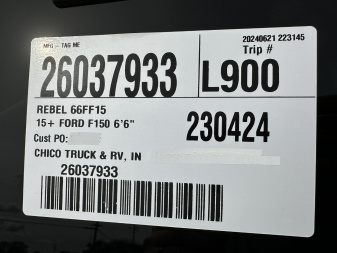 MFG - TAG ME
20240621 223145
Trip #
26037933
L900
REBEL 66FF15
15+ FORD F150 6'6"
230424
Cust PO:
CHICO TRUCK & RV, IN
26037933